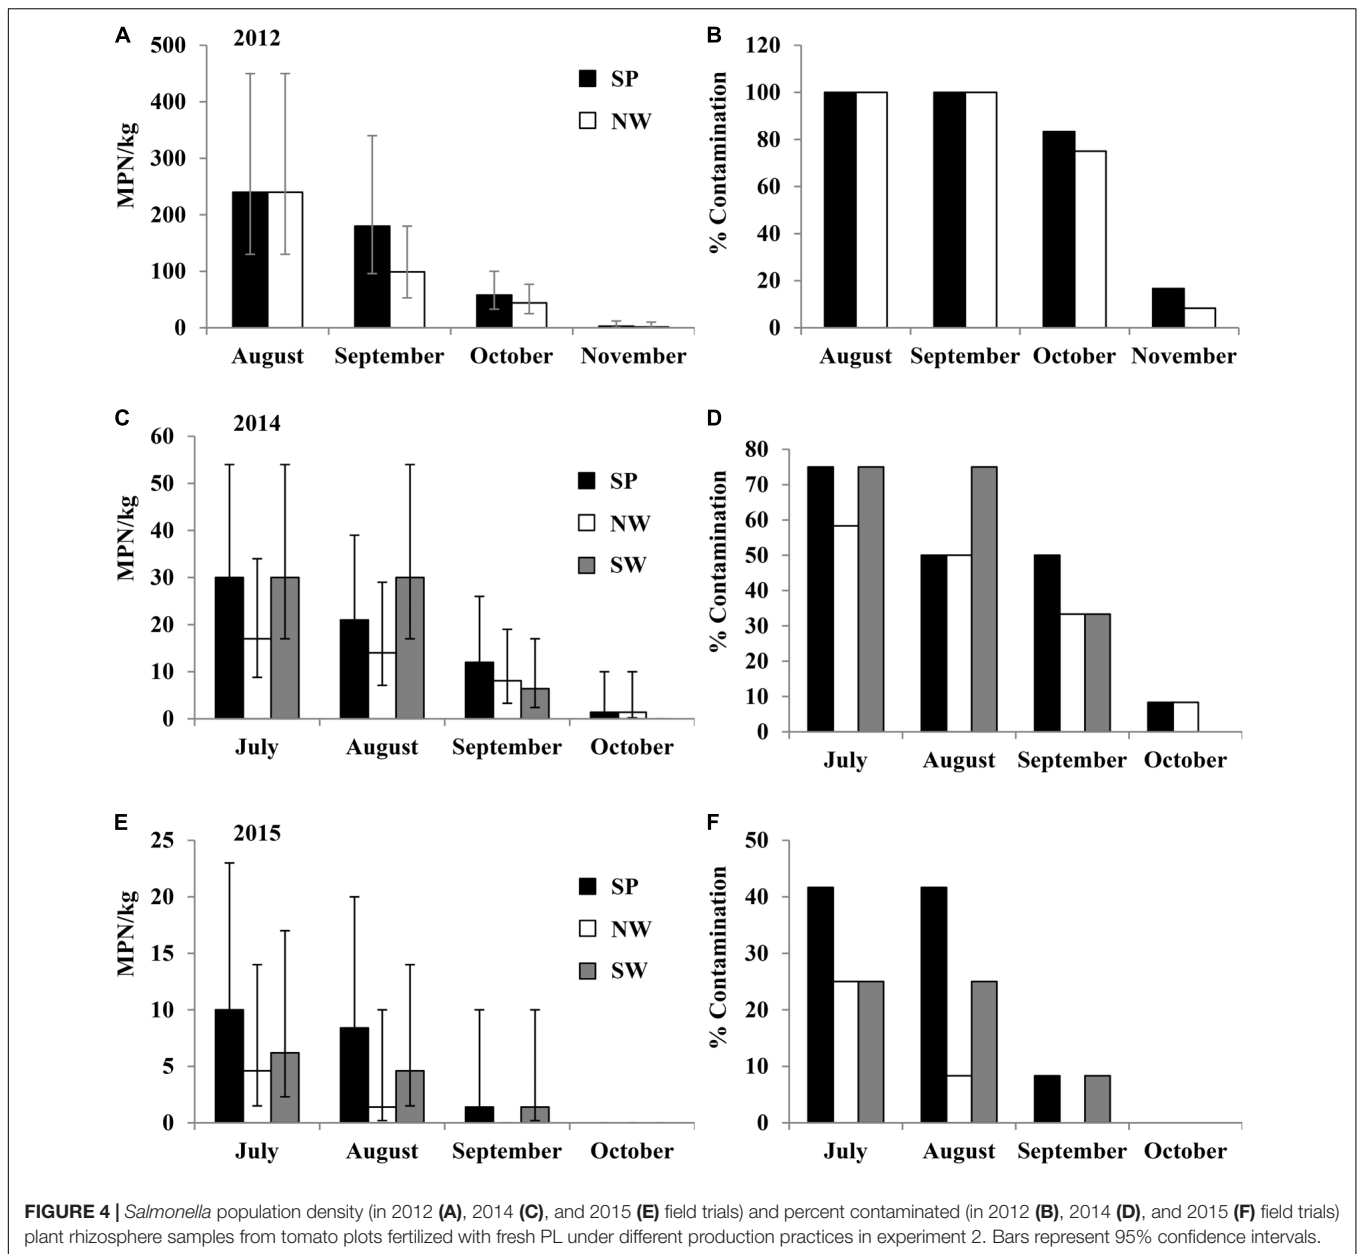 A
2012
500
400
300
200
100
0
MPN/kg
SP
NW
August September October November
B
120
100
80
60
40
20
0
% Contamination
August September October November
C
2014
60
50
40
30
20
10
0
MPN/kg
SP
NW
SW
July August September October
D
80
70
60
50
40
30
20
10
0
% Contamination
July August September October
E
2015
25
20
15
10
5
0
MPN/kg
SP
NW
SW
July August September October
F
50
40
30
20
10
0
% Contamination
July August September October
FIGURE 4 | Salmonella population density (in 2012 (A), 2014 (C), and 2015 (E) field trials) and percent contaminated (in 2012 (B), 2014 (D), and 2015 (F) field trials)
plant rhizosphere samples from tomato plots fertilized with fresh PL under different production practices in experiment 2. Bars represent 95% confidence intervals.